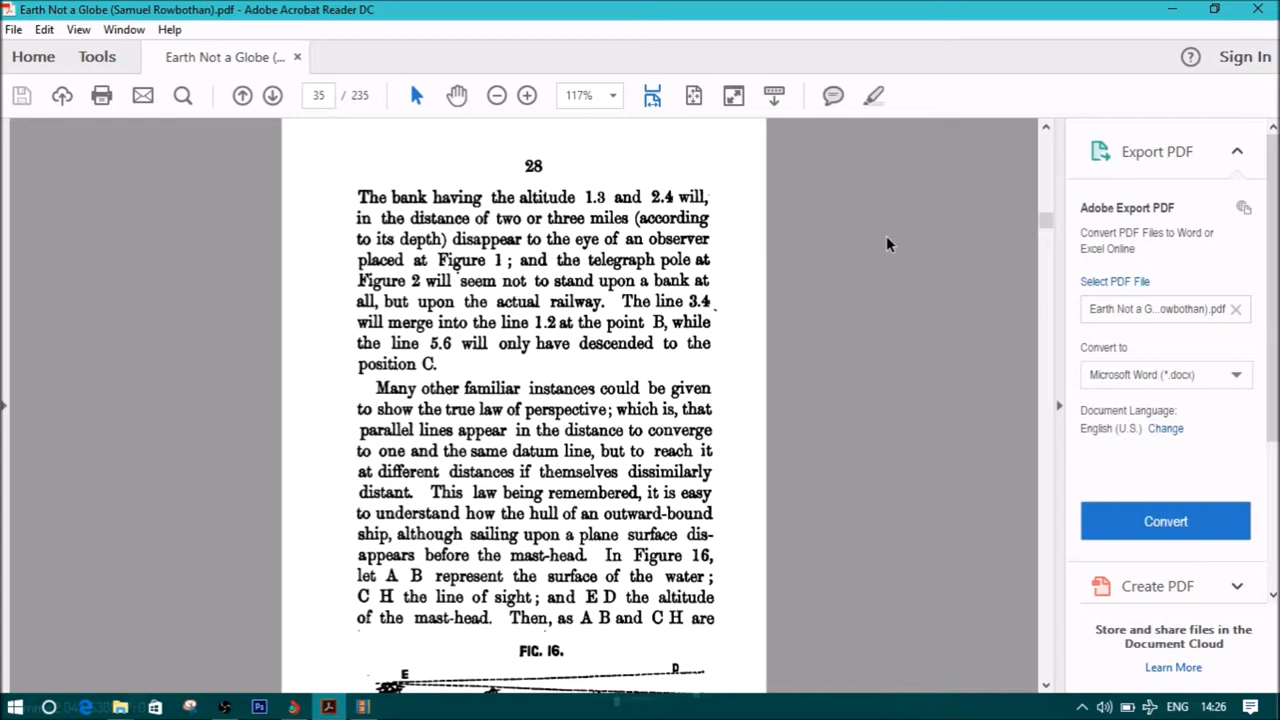 Earth Not a Globe (Samuel Rowbothan).pdf - Adobe Acrobat Reader DC
File Edit View Window Help
Home Tools Earth Not a Globe (... × Sign In
35 / 235 117%
28
The bank having the altitude 1.3 and 2.4 will,
in the distance of two or three miles (according
to its depth) disappear to the eye of an observer
placed at Figure 1 ; and the telegraph pole at
Figure 2 will seem not to stand upon a bank at
all, but upon the actual railway. The line 3.4
will merge into the line 1.2 at the point B, while
the line 5.6 will only have descended to the
position C.
Many other familiar instances could be given
to show the true law of perspective; which is, that
parallel lines appear in the distance to converge
to one and the same datum line, but to reach it
at different distances if themselves dissimilarly
distant. This law being remembered, it is easy
to understand how the hull of an outward-bound
ship, although sailing upon a plane surface dis-
appears before the mast-head. In Figure 16,
let A B represent the surface of the water ;
C H the line of sight; and E D the altitude
of the mast-head. Then, as A B and C H are
FIC. 16.
E D
Export PDF
Adobe Export PDF
Convert PDF Files to Word or
Excel Online
Select PDF File
Earth Not a G...owbothan).pdf
Convert to
Microsoft Word (*.docx)
Document Language:
English (U.S.) Change
Convert
Create PDF
Store and share files in the
Document Cloud
Learn More
Ps ENG 14:26